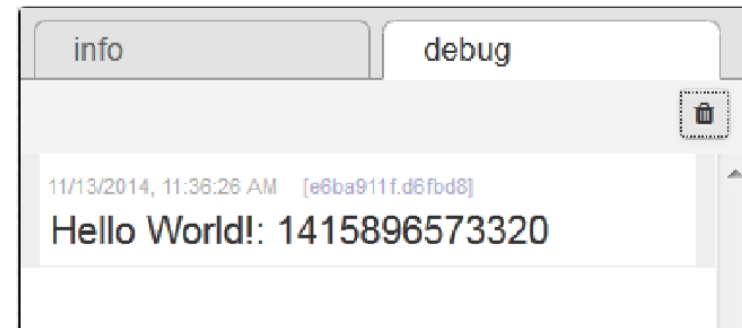 info debug
11/13/2014, 11:36:26 AM [e6ba911f.d6fbd8]
Hello World!: 1415896573320